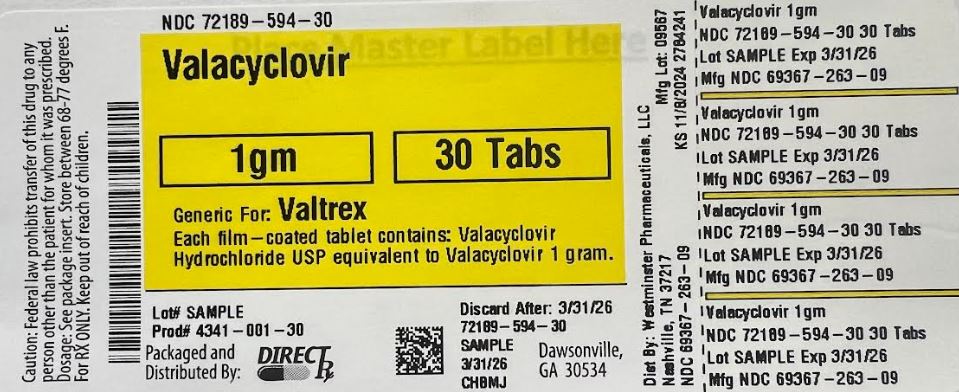 Caution: Federal law prohibits transfer of this drug to any
person other than the patient for whom it was prescribed.
Dosage: See package insert. Store between 68-77 degrees F.
For RX ONLY. Keep out of reach of children.
NDC 72189-594-30
Place Master Label Here
Valacyclovir
1gm
30 Tabs
Generic For: Valtrex
Each film-coated tablet contains: Valacyclovir
Hydrochloride USP equivalent to Valacyclovir 1 gram.
Lot# SAMPLE
Prod# 4341-001-30
Packaged and
Distributed By:
DIRECT Rx
Discard After: 3/31/26
72189-594-30
SAMPLE
3/31/26
CHBMJ
Dawsonville,
GA 30534
Dist By: Westminster Pharmaceuticals, LLC
Nashville, TN 37217
NDC 69367-263-09
Mfg Lot: 09567
KS 11/8/2024 2784241
Valacyclovir 1gm
NDC 72189-594-30 30 Tabs
Lot SAMPLE Exp 3/31/26
Mfg NDC 69367-263-09
Valacyclovir 1gm
NDC 72189-594-30 30 Tabs
Lot SAMPLE Exp 3/31/26
Mfg NDC 69367-263-09
Valacyclovir 1gm
NDC 72189-594-30 30 Tabs
Lot SAMPLE Exp 3/31/26
Mfg NDC 69367-263-09
Valacyclovir 1gm
NDC 72189-594-30 30 Tabs
Lot SAMPLE Exp 3/31/26
Mfg NDC 69367-263-09